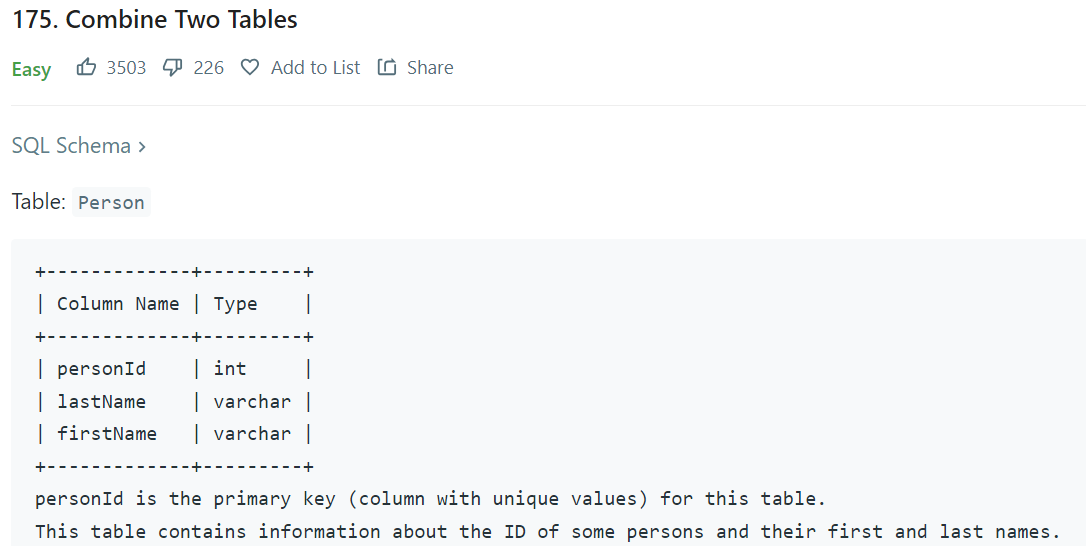 175. Combine Two Tables
Easy 3503 226 Add to List Share
SQL Schema >
Table: Person
+-------------+---------+
| Column Name | Type    |
+-------------+---------+
| personId    | int     |
| lastName    | varchar |
| firstName   | varchar |
+-------------+---------+
personId is the primary key (column with unique values) for this table.
This table contains information about the ID of some persons and their first and last names.